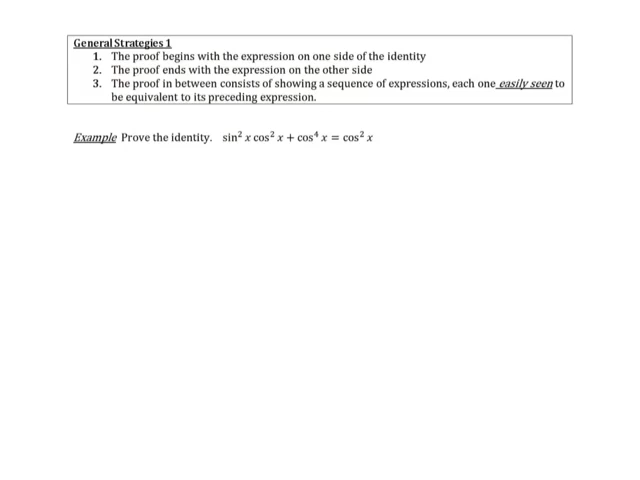 General Strategies 1
1. The proof begins with the expression on one side of the identity
2. The proof ends with the expression on the other side
3. The proof in between consists of showing a sequence of expressions, each one easily seen to
be equivalent to its preceding expression.
Example Prove the identity. sin² x cos² x + cos⁴ x = cos² x